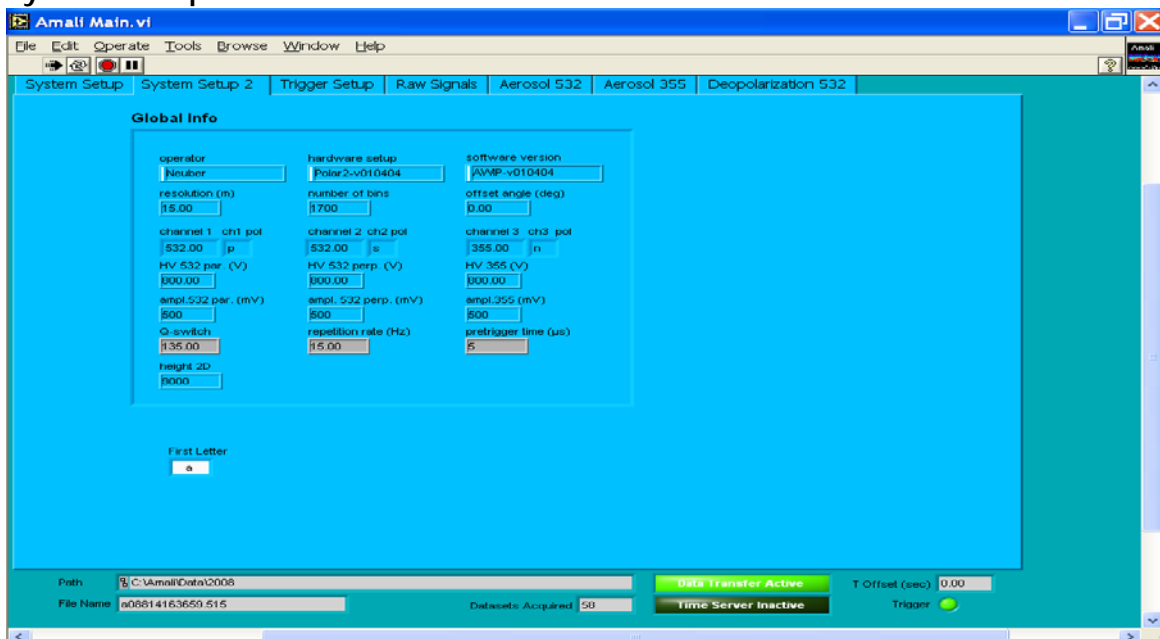 Amali Main.vi
File Edit Operate Tools Browse Window Help
System Setup System Setup 2 Trigger Setup Raw Signals Aerosol 532 Aerosol 355 Deopolarization 532
Global Info
operator hardware setup software version
Neuber Polar2-v010404 AWIP-v010404
resolution (m) number of bins offset angle (deg)
15.00 1700 0.00
channel 1 ch1 pol channel 2 ch2 pol channel 3 ch3 pol
532.00 p 532.00 s 355.00 n
HV 532 par. (V) HV 532 perp. (V) HV 355 (V)
800.00 800.00 800.00
ampl.532 par. (mV) ampl. 532 perp. (mV) ampl.355 (mV)
500 500 500
Q-switch repetition rate (Hz) pretrigger time (µs)
135.00 15.00 5
height 2D
9000
First Letter
a
Path C:\Amali\Data\2008 Data Transfer Active T Offset (sec) 0.00
File Name a08814163659.515 Datasets Acquired 58 Time Server Inactive Trigger